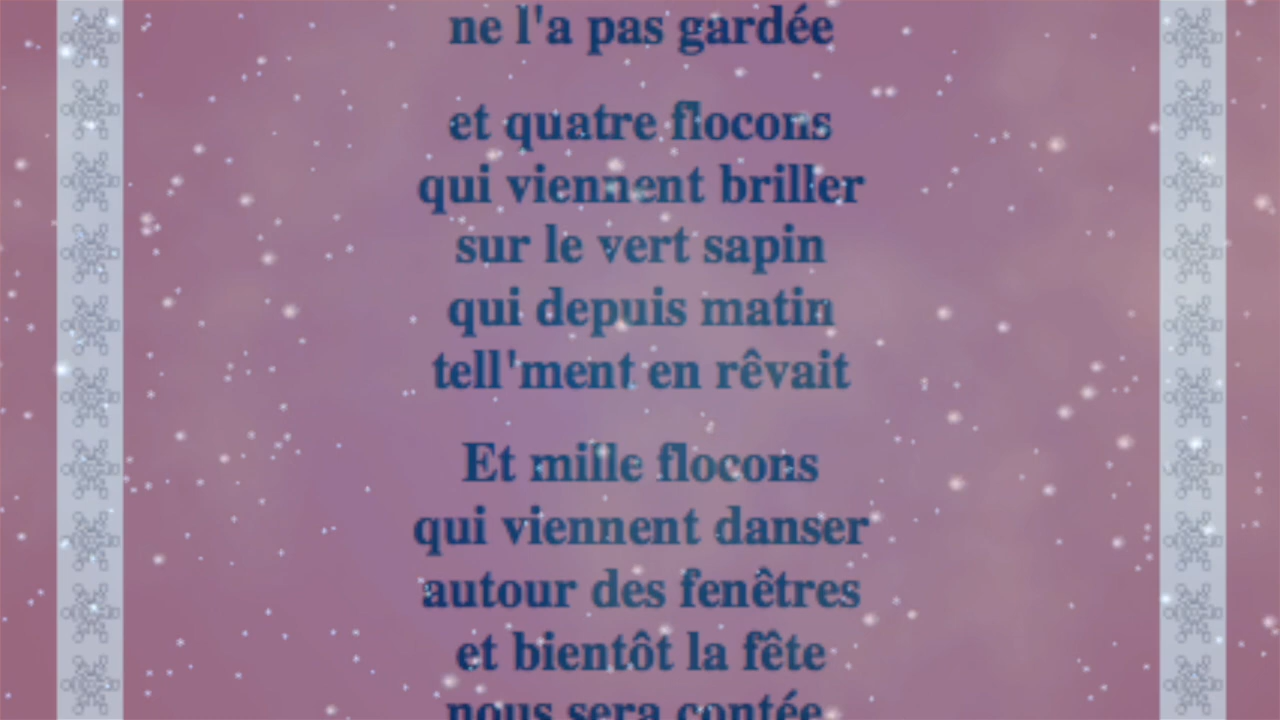 ne l'a pas gardée
et quatre flocons
qui viennent briller
sur le vert sapin
qui depuis matin
tell'ment en rêvait
Et mille flocons
qui viennent danser
autour des fenêtres
et bientôt la fête
nous sera contée